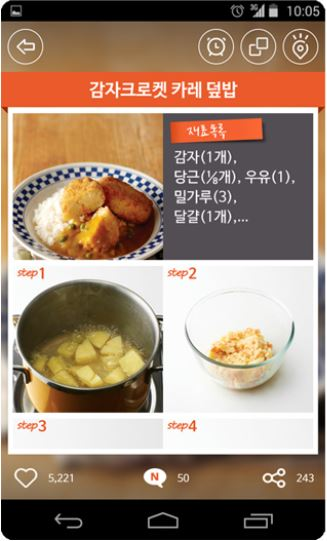 10:05
감자크로켓 카레 덮밥
재료목록
감자(1개),
당근(⅛개), 우유(1),
밀가루(3),
달걀(1개),...
step1
step2
step3
step4
5,221
N
50
243